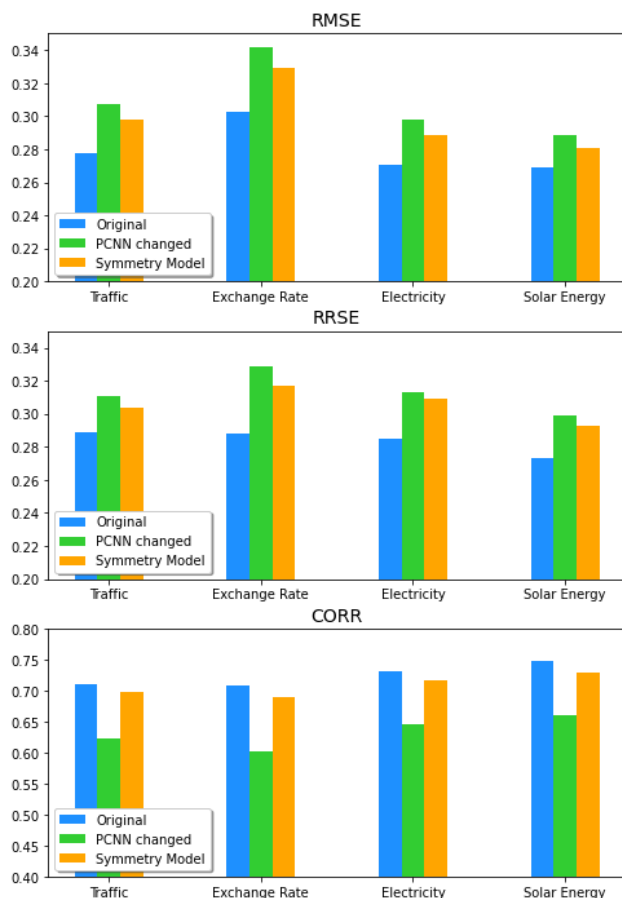 RMSE
0.34
0.32
0.30
0.28
0.26
0.24
0.22
0.20
Original
PCNN changed
Symmetry Model
Traffic Exchange Rate Electricity Solar Energy
RRSE
0.34
0.32
0.30
0.28
0.26
0.24
0.22
0.20
Original
PCNN changed
Symmetry Model
Traffic Exchange Rate Electricity Solar Energy
CORR
0.80
0.75
0.70
0.65
0.60
0.55
0.50
0.45
0.40
Original
PCNN changed
Symmetry Model
Traffic Exchange Rate Electricity Solar Energy